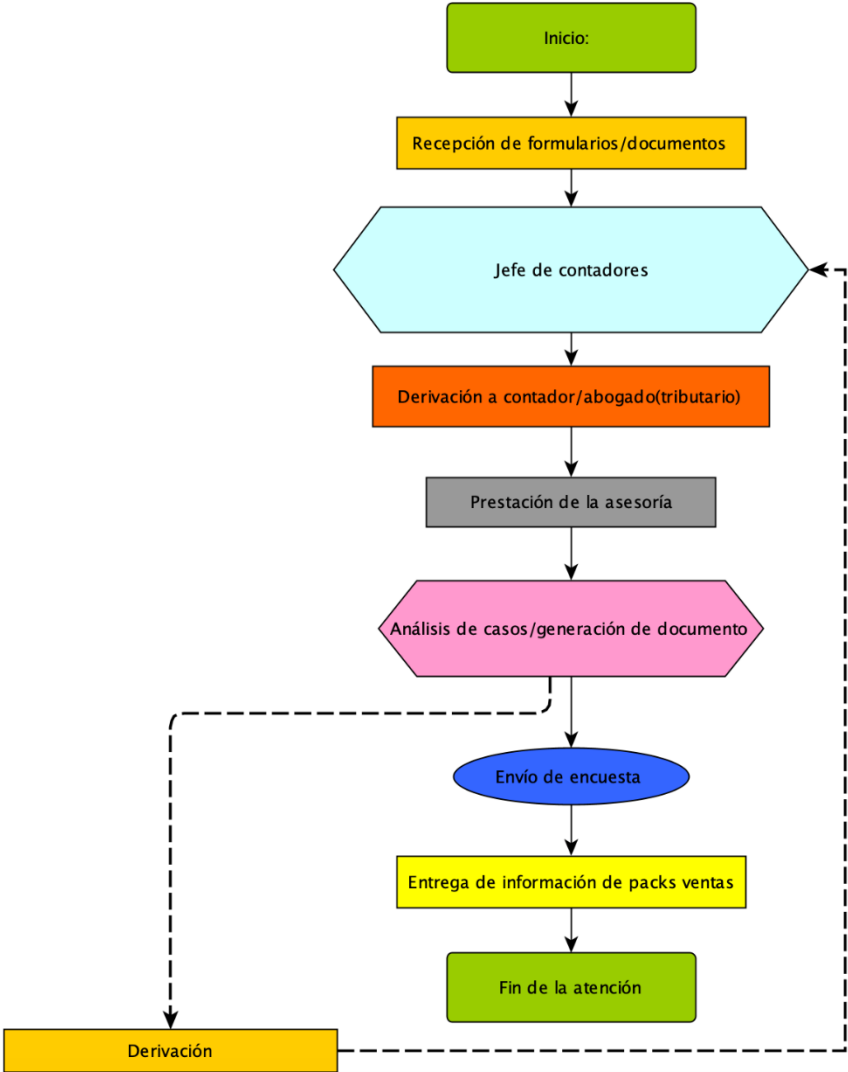 Inicio:
Recepción de formularios/documentos
Jefe de contadores
Derivación a contador/abogado(tributario)
Prestación de la asesoría
Análisis de casos/generación de documento
Envío de encuesta
Entrega de información de packs ventas
Fin de la atención
Derivación